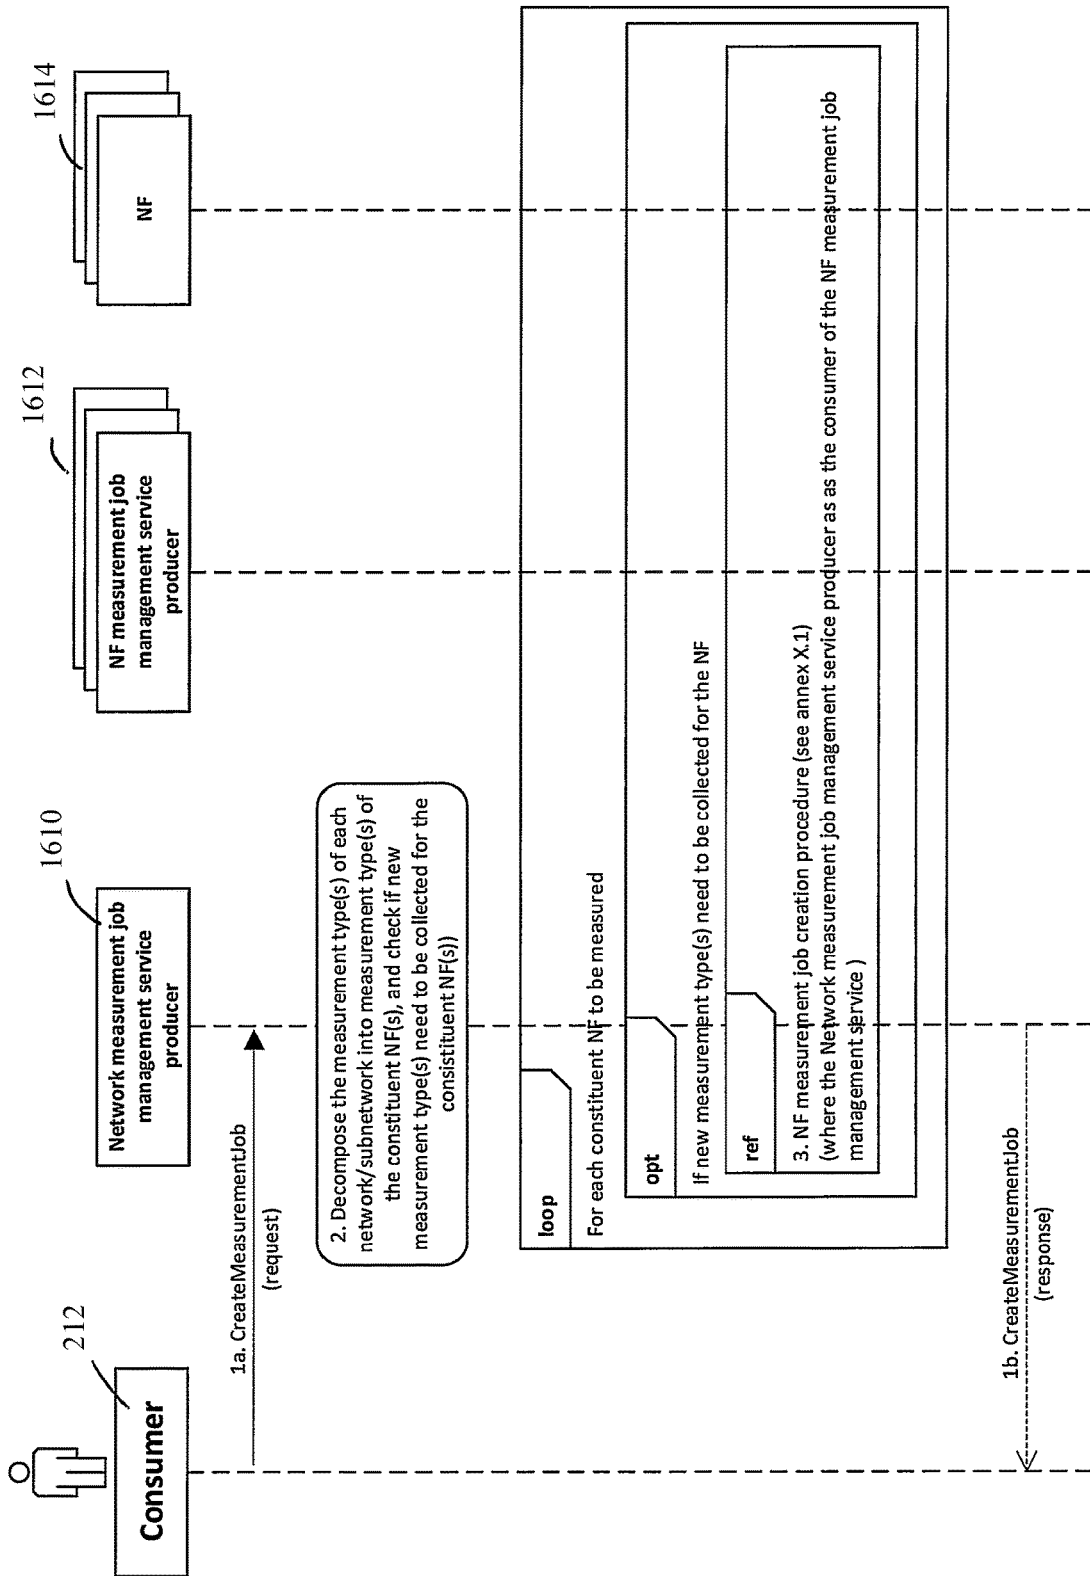 212
Consumer
1610
Network measurement job
management service
producer
1612
NF measurement job
management service
producer
1614
NF
1a. CreateMeasurementJob
(request)
2. Decompose the measurement type(s) of each
network/subnetwork into measurement type(s) of
the constituent NF(s), and check if new
measurement type(s) need to be collected for the
consistituent NF(s))
loop
For each constituent NF to be measured
opt
If new measurement type(s) need to be collected for the NF
ref
3. NF measurement job creation procedure (see annex X.1)
(where the Network measurement job management service producer as as the consumer of the NF measurement job
management service )
1b. CreateMeasurementJob
(response)